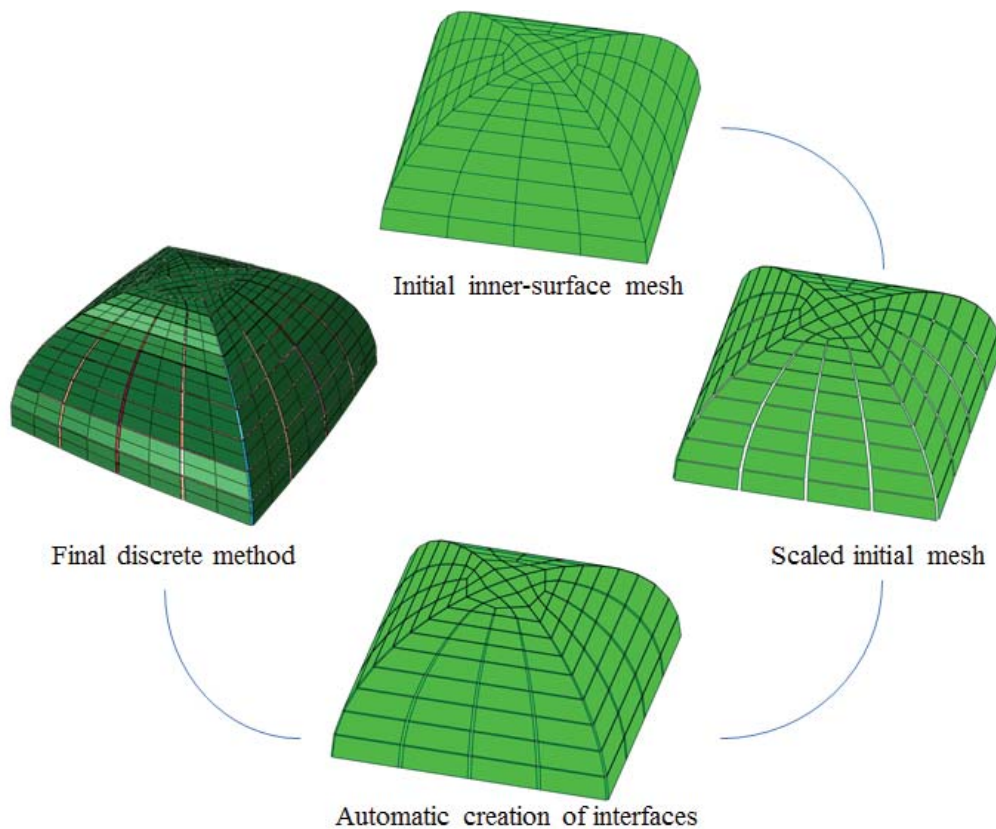 Initial inner-surface mesh
Scaled initial mesh
Automatic creation of interfaces
Final discrete method